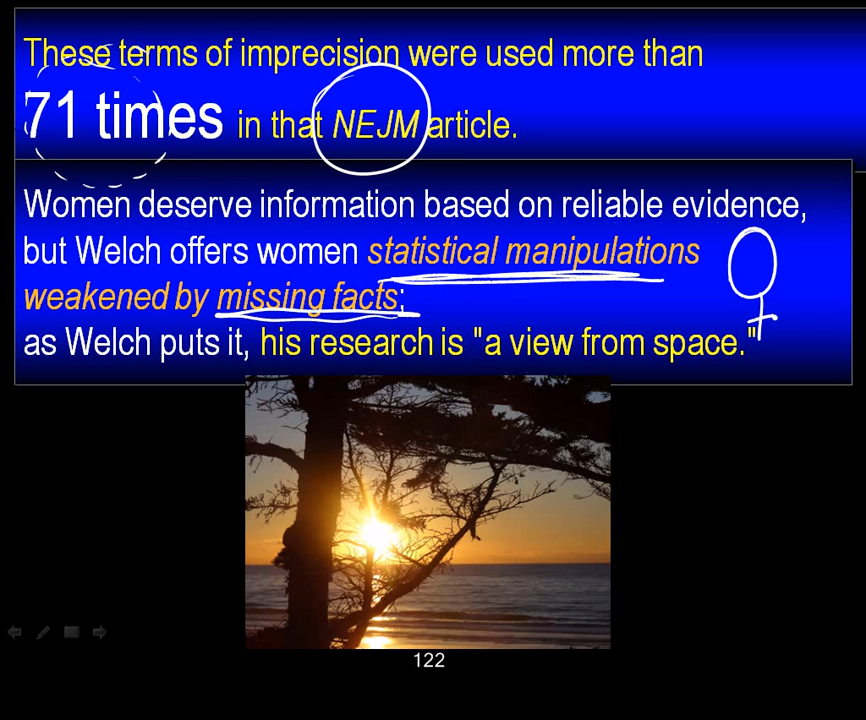 These terms of imprecision were used more than
71 times in that NEJM article.
Women deserve information based on reliable evidence,
but Welch offers women statistical manipulations
weakened by missing facts;
as Welch puts it, his research is "a view from space."
122